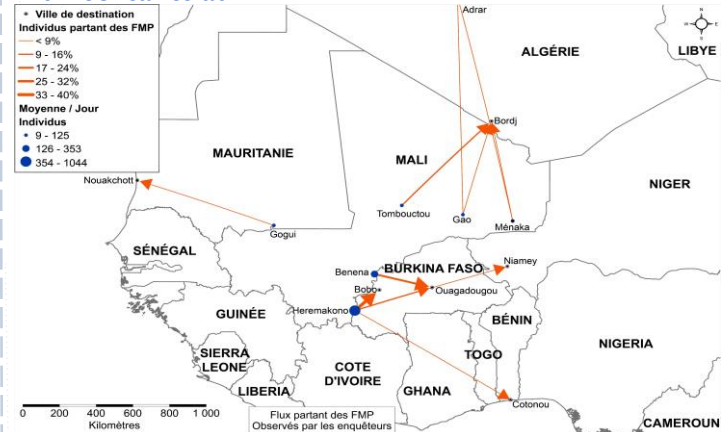 Ville de destination
Individus partant des FMP
< 9%
9 - 16%
17 - 24%
25 - 32%
33 - 40%
Moyenne / Jour
Individus
9 - 125
126 - 353
354 - 1044
Adrar
N
W E
S
ALGÉRIE
LIBYE
Bordj
MAURITANIE
MALI
NIGER
Nouakchott
Tombouctou
Gao
Ménaka
Gogui
SÉNÉGAL
Niamey
Benena
BURKINA FASO
Bobo
Ouagadougou
Heremakono
GUINÉE
BÉNIN
NIGERIA
SIERRA
LEONE
COTE
D'IVOIRE
TOGO
LIBERIA
GHANA
Cotonou
CAMEROUN
0 200 400 600 800 1 000
Kilomètres
Flux partant des FMP
Observés par les enquêteurs